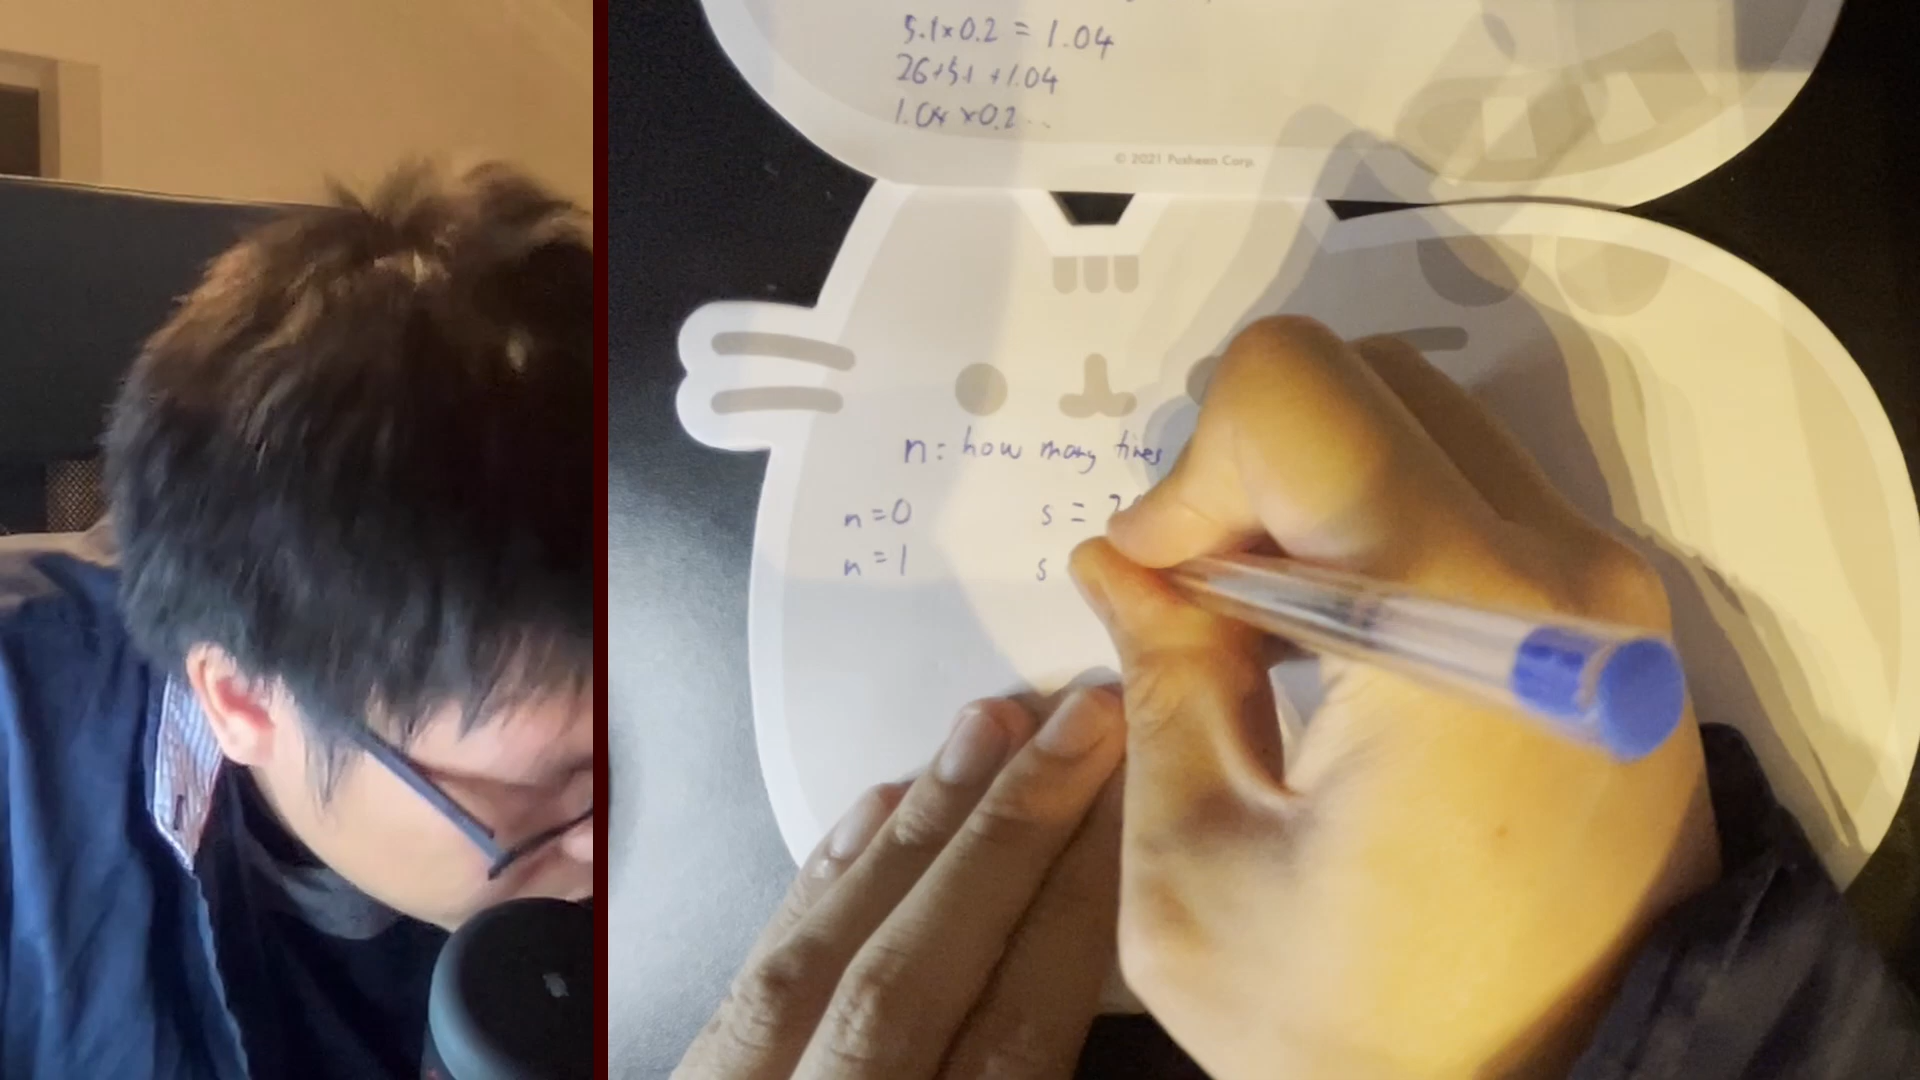 5.1×0.2 = 1.04
26+5.1 + 1.04
1.04 ×0.2...
© 2021 Pusheen Corp.
n: how many times
n=0 s =
n=1 s